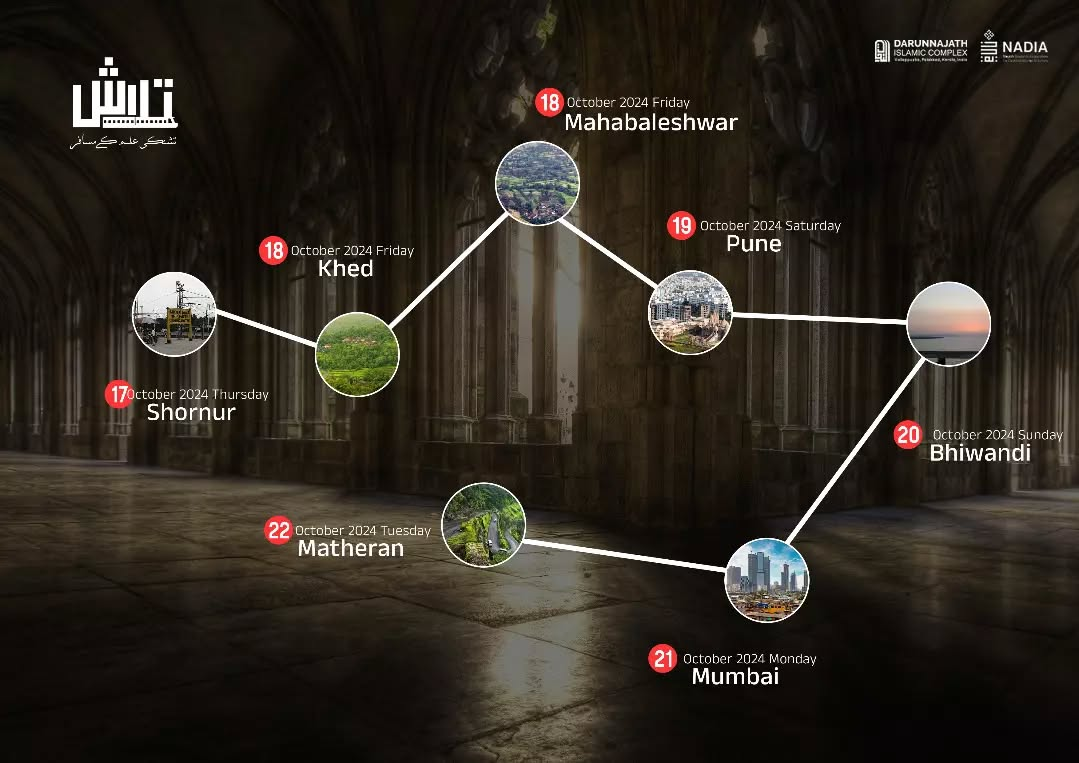 تلاش
تشنگی علم کے مسافر
DARUNNAJATH
ISLAMIC COMPLEX
Vallappuzha, Palakkad, Kerala, India
NADIA
18 October 2024 Friday
Mahabaleshwar
19 October 2024 Saturday
Pune
18 October 2024 Friday
Khed
17 October 2024 Thursday
Shornur
20 October 2024 Sunday
Bhiwandi
22 October 2024 Tuesday
Matheran
21 October 2024 Monday
Mumbai